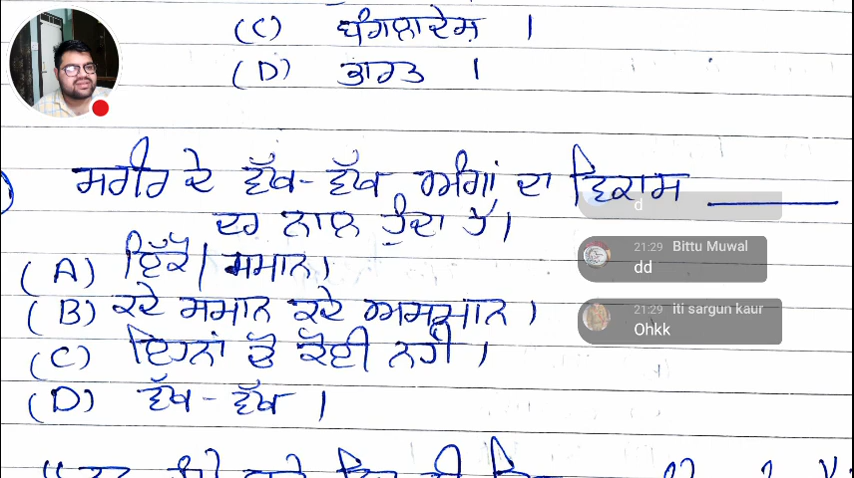 (C) ਬੰਗਲਾਦੇਸ਼ ।
(D) ਭਾਰਤ ।
ਸਰੀਰ ਦੇ ਵੱਖ-ਵੱਖ ਅੰਗਾਂ ਦਾ ਵਿਕਾਸ ______
ਦਰ ਨਾਲ ਹੁੰਦਾ ਹੈ।
(A) ਇੱਕੋ/ਸਮਾਨ।
(B) ਕਦੇ ਸਮਾਨ ਕਦੇ ਅਸਮਾਨ ।
(C) ਇਹਨਾਂ ਚੋਂ ਕੋਈ ਨਹੀਂ ।
(D) ਵੱਖ-ਵੱਖ ।
d
21:29 Bittu Muwal
dd
21:29 iti sargun kaur
Ohkk